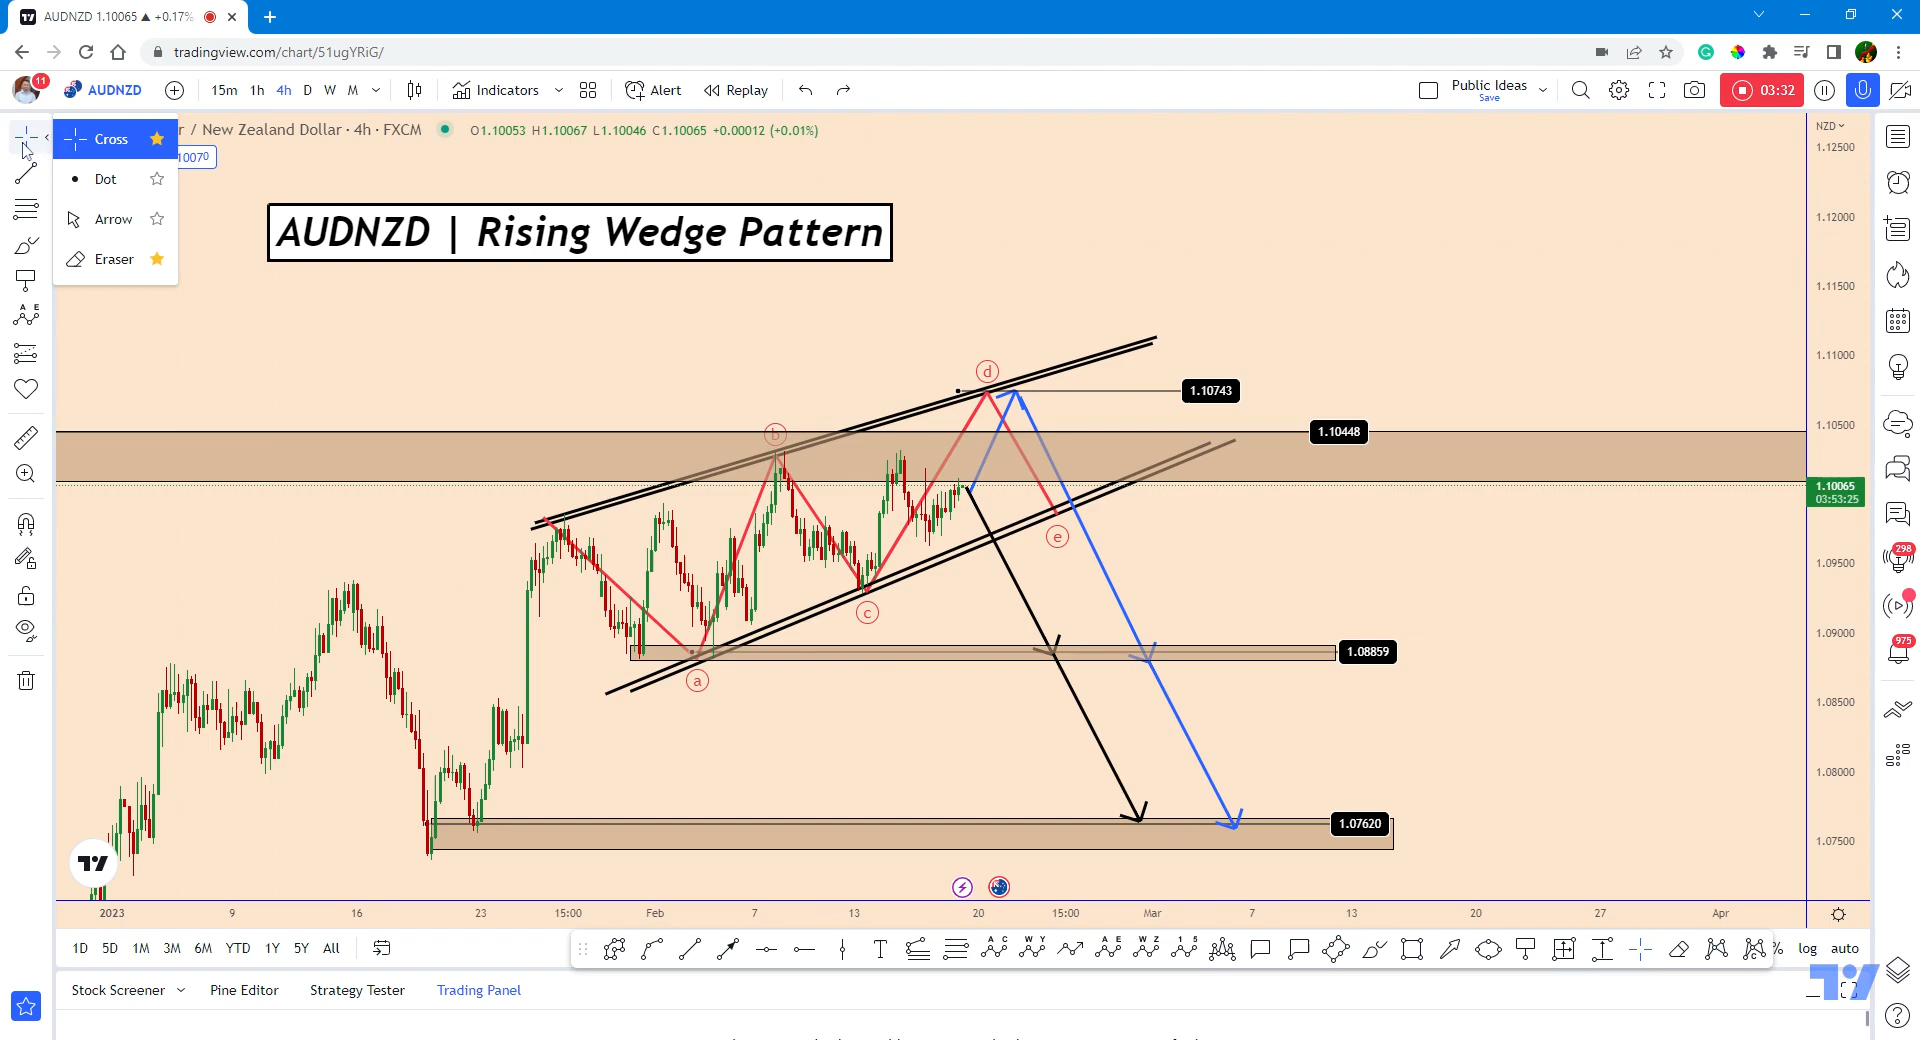 AUDNZD 1.10065 ▲ +0.17%
tradingview.com/chart/51ugYRiG/
11
AUDNZD
15m 1h 4h D W M
Indicators
Alert
Replay
Public Ideas
Save
03:32
Cross
Dot
Arrow
Eraser
r / New Zealand Dollar · 4h · FXCM
O1.10053 H1.10067 L1.10046 C1.10065 +0.00012 (+0.01%)
10070
NZD
AUDNZD | Rising Wedge Pattern
1.12500
1.12000
1.11500
1.11000
1.10500
1.10065
03:53:25
1.09500
1.09000
1.08500
1.08000
1.07500
d
1.10743
b
1.10448
e
c
1.08859
a
1.07620
298
975
2023 9 16 23 15:00 Feb 7 13 20 15:00 Mar 7 13 20 27 Apr
1D 5D 1M 3M 6M YTD 1Y 5Y All
T
% log auto
Stock Screener Pine Editor Strategy Tester Trading Panel